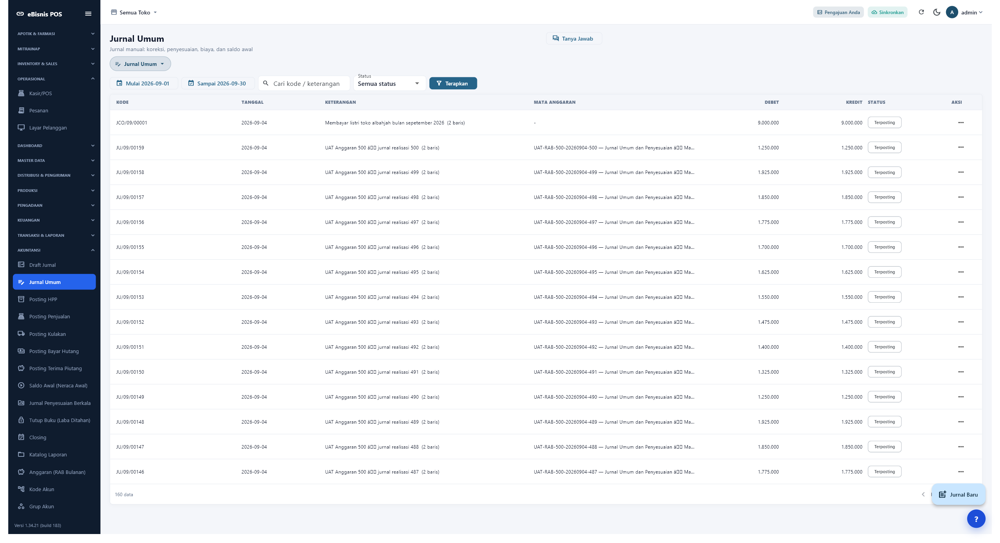 eBisnis POS
APOTIK & FARMASI
MITRAINAP
INVENTORY & SALES
OPERASIONAL
Kasir/POS
Pesanan
Layar Pelanggan
DASHBOARD
MASTER DATA
DISTRIBUSI & PENGIRIMAN
PRODUKSI
PENGADAAN
KEUANGAN
TRANSAKSI & LAPORAN
AKUNTANSI
Draft Jurnal
Jurnal Umum
Posting HPP
Posting Penjualan
Posting Kulakan
Posting Bayar Hutang
Posting Terima Piutang
Saldo Awal (Neraca Awal)
Jurnal Penyesuaian Berkala
Tutup Buku (Laba Ditahan)
Closing
Katalog Laporan
Anggaran (RAB Bulanan)
Kode Akun
Grup Akun
Versi 1.34.21 (build 183)
Semua Toko
Pengajuan Anda
Sinkronkan
A
admin
Jurnal Umum
Tanya Jawab
Jurnal manual: koreksi, penyesuaian, biaya, dan saldo awal
Jurnal Umum
Mulai 2026-09-01
Sampai 2026-09-30
Cari kode / keterangan
Status
Semua status
Terapkan
KODE TANGGAL KETERANGAN MATA ANGGARAN DEBET KREDIT STATUS AKSI
JCO/09/00001 2026-09-04 Membayar listri toko albahjah bulan sepetember 2026 (2 baris) - 9.000.000 9.000.000 Terposting
JU/09/00159 2026-09-04 UAT Anggaran 500 â▯▯ jurnal realisasi 500 (2 baris) UAT-RAB-500-20260904-500 — Jurnal Umum dan Penyesuaian â▯▯ Ma... 1.250.000 1.250.000 Terposting
JU/09/00158 2026-09-04 UAT Anggaran 500 â▯▯ jurnal realisasi 499 (2 baris) UAT-RAB-500-20260904-499 — Jurnal Umum dan Penyesuaian â▯▯ Ma... 1.925.000 1.925.000 Terposting
JU/09/00157 2026-09-04 UAT Anggaran 500 â▯▯ jurnal realisasi 498 (2 baris) UAT-RAB-500-20260904-498 — Jurnal Umum dan Penyesuaian â▯▯ Ma... 1.850.000 1.850.000 Terposting
JU/09/00156 2026-09-04 UAT Anggaran 500 â▯▯ jurnal realisasi 497 (2 baris) UAT-RAB-500-20260904-497 — Jurnal Umum dan Penyesuaian â▯▯ Ma... 1.775.000 1.775.000 Terposting
JU/09/00155 2026-09-04 UAT Anggaran 500 â▯▯ jurnal realisasi 496 (2 baris) UAT-RAB-500-20260904-496 — Jurnal Umum dan Penyesuaian â▯▯ Ma... 1.700.000 1.700.000 Terposting
JU/09/00154 2026-09-04 UAT Anggaran 500 â▯▯ jurnal realisasi 495 (2 baris) UAT-RAB-500-20260904-495 — Jurnal Umum dan Penyesuaian â▯▯ Ma... 1.625.000 1.625.000 Terposting
JU/09/00153 2026-09-04 UAT Anggaran 500 â▯▯ jurnal realisasi 494 (2 baris) UAT-RAB-500-20260904-494 — Jurnal Umum dan Penyesuaian â▯▯ Ma... 1.550.000 1.550.000 Terposting
JU/09/00152 2026-09-04 UAT Anggaran 500 â▯▯ jurnal realisasi 493 (2 baris) UAT-RAB-500-20260904-493 — Jurnal Umum dan Penyesuaian â▯▯ Ma... 1.475.000 1.475.000 Terposting
JU/09/00151 2026-09-04 UAT Anggaran 500 â▯▯ jurnal realisasi 492 (2 baris) UAT-RAB-500-20260904-492 — Jurnal Umum dan Penyesuaian â▯▯ Ma... 1.400.000 1.400.000 Terposting
JU/09/00150 2026-09-04 UAT Anggaran 500 â▯▯ jurnal realisasi 491 (2 baris) UAT-RAB-500-20260904-491 — Jurnal Umum dan Penyesuaian â▯▯ Ma... 1.325.000 1.325.000 Terposting
JU/09/00149 2026-09-04 UAT Anggaran 500 â▯▯ jurnal realisasi 490 (2 baris) UAT-RAB-500-20260904-490 — Jurnal Umum dan Penyesuaian â▯▯ Ma... 1.250.000 1.250.000 Terposting
JU/09/00148 2026-09-04 UAT Anggaran 500 â▯▯ jurnal realisasi 489 (2 baris) UAT-RAB-500-20260904-489 — Jurnal Umum dan Penyesuaian â▯▯ Ma... 1.925.000 1.925.000 Terposting
JU/09/00147 2026-09-04 UAT Anggaran 500 â▯▯ jurnal realisasi 488 (2 baris) UAT-RAB-500-20260904-488 — Jurnal Umum dan Penyesuaian â▯▯ Ma... 1.850.000 1.850.000 Terposting
JU/09/00146 2026-09-04 UAT Anggaran 500 â▯▯ jurnal realisasi 487 (2 baris) UAT-RAB-500-20260904-487 — Jurnal Umum dan Penyesuaian â▯▯ Ma... 1.775.000 1.775.000 Terposting
160 data
Jurnal Baru
?